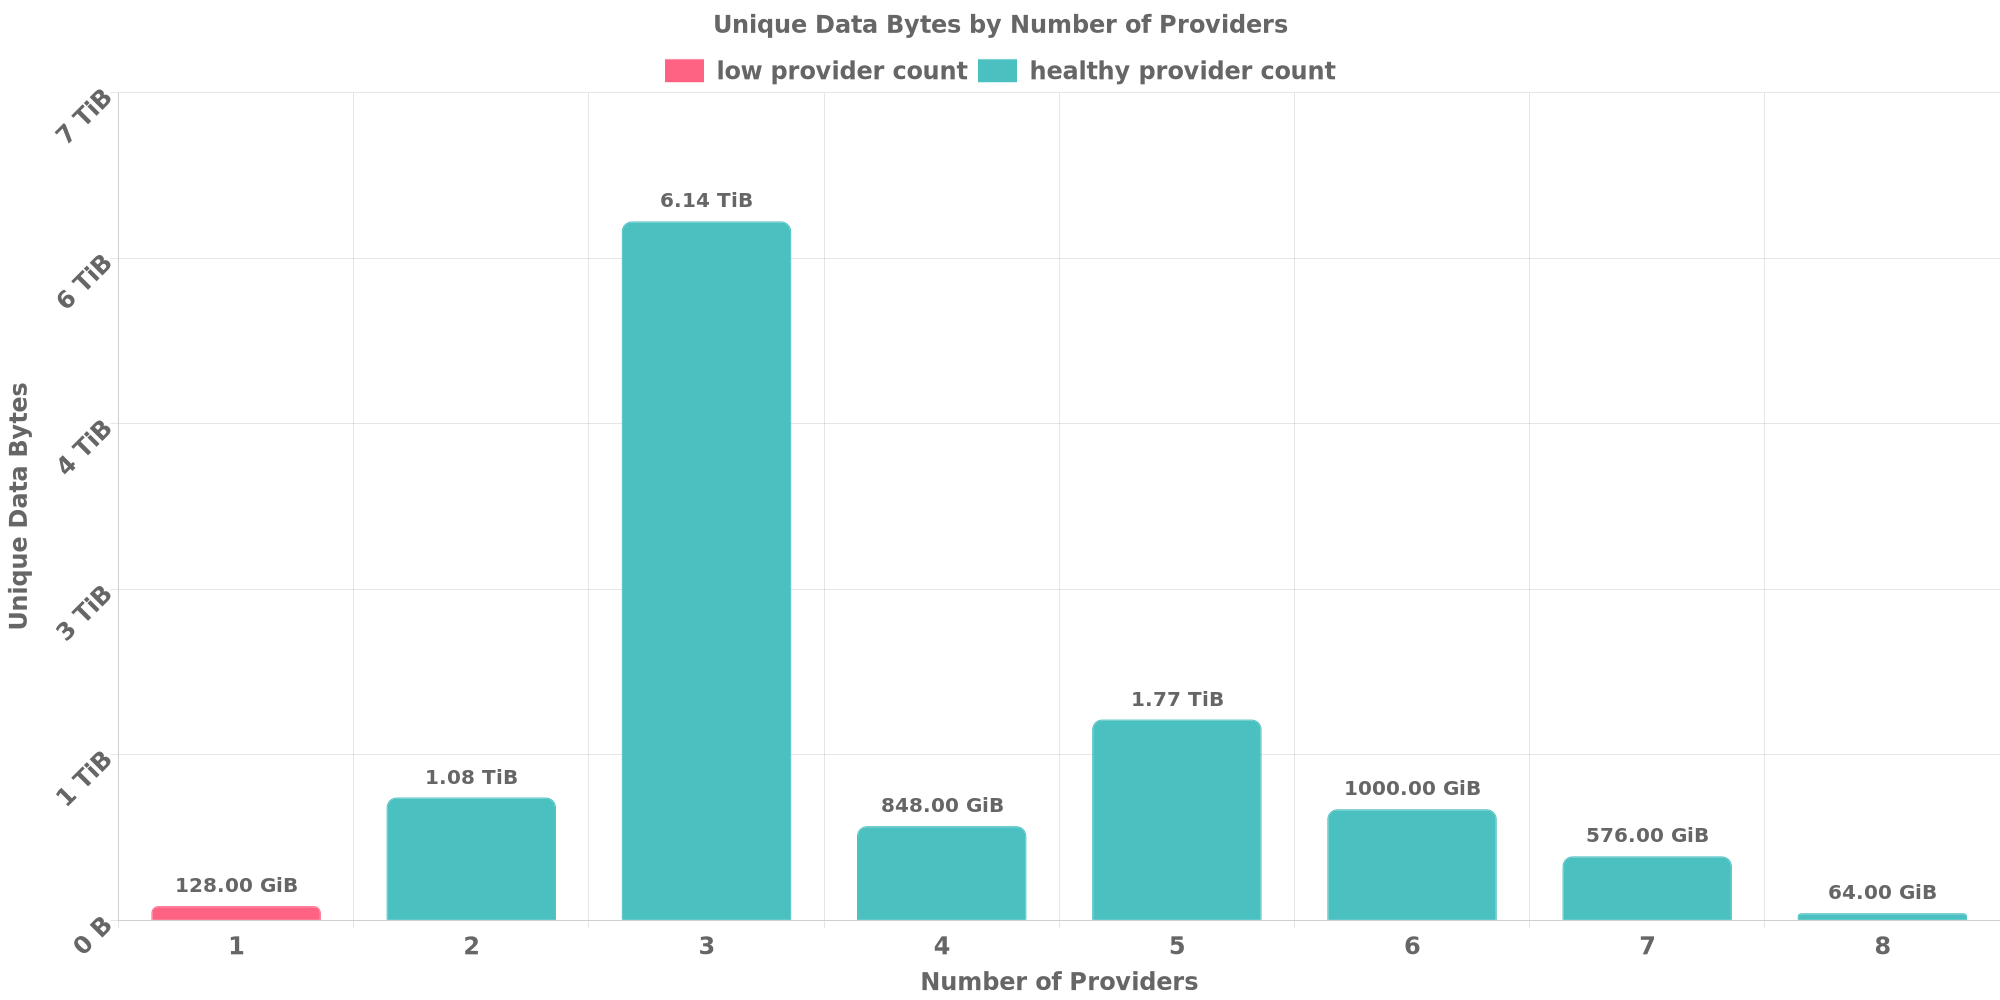 Unique Data Bytes by Number of Providers
low provider count healthy provider count
7 TiB
6 TiB
4 TiB
3 TiB
1 TiB
0 B
Unique Data Bytes
128.00 GiB
1.08 TiB
6.14 TiB
848.00 GiB
1.77 TiB
1000.00 GiB
576.00 GiB
64.00 GiB
1 2 3 4 5 6 7 8
Number of Providers